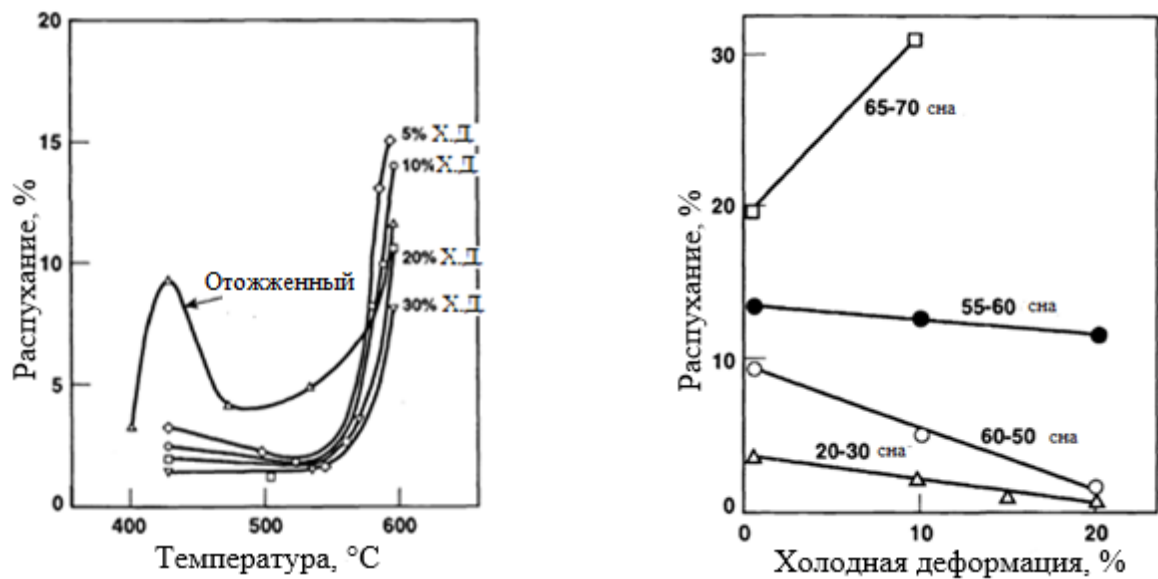 20
15
10
5
0
400
500
600
Распухание, %
Температура, °C
Отожженный
5% Х.Д.
10% Х.Д.
20% Х.Д.
30% Х.Д.
30
20
10
0
0
10
20
Распухание, %
Холодная деформация, %
65-70 сна
55-60 сна
60-50 сна
20-30 сна